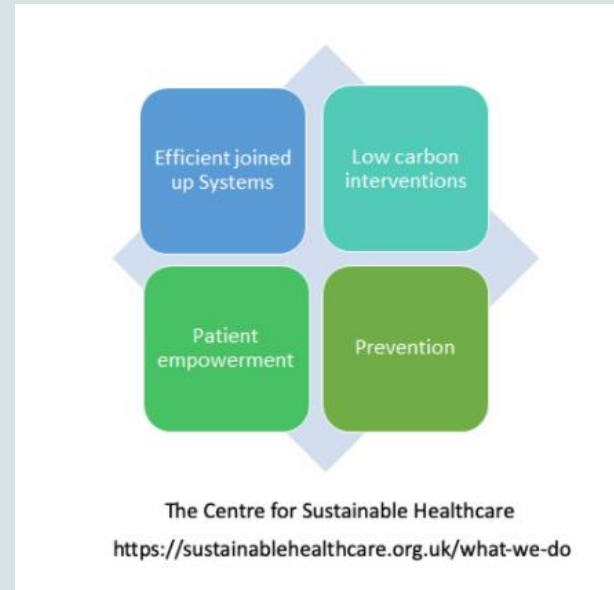 Efficient joined
up Systems
Low carbon
interventions
Patient
empowerment
Prevention
The Centre for Sustainable Healthcare
https://sustainablehealthcare.org.uk/what-we-do